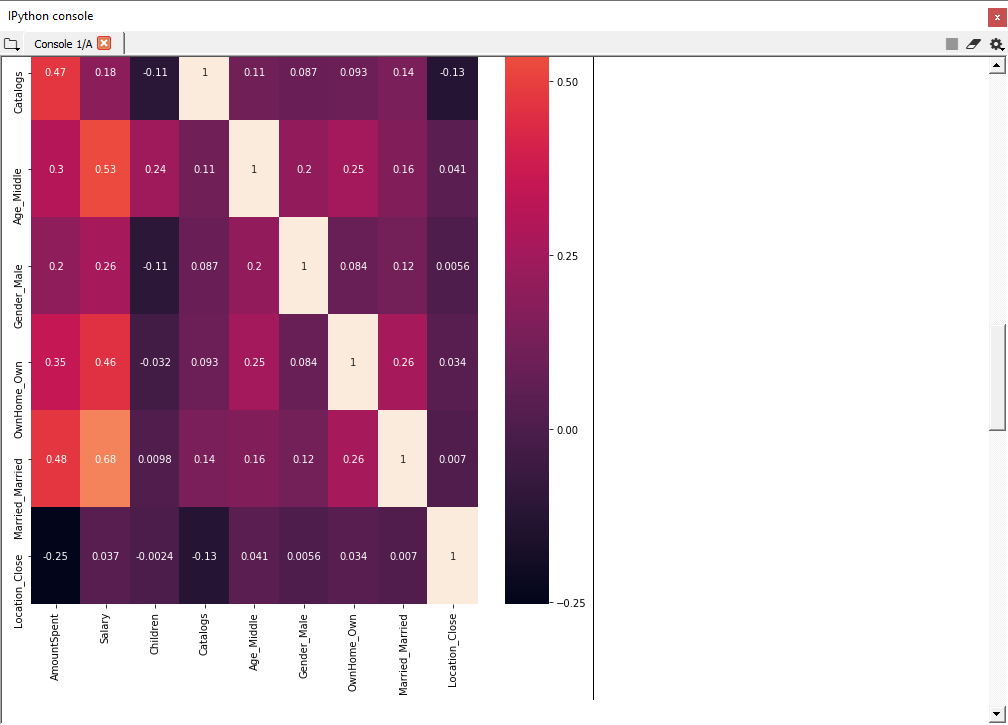 IPython console
Console 1/A
Catalogs 0.47 0.18 -0.11 1 0.11 0.087 0.093 0.14 -0.13
Age_Middle 0.3 0.53 0.24 0.11 1 0.2 0.25 0.16 0.041
Gender_Male 0.2 0.26 -0.11 0.087 0.2 1 0.084 0.12 0.0056
OwnHome_Own 0.35 0.46 -0.032 0.093 0.25 0.084 1 0.26 0.034
Married_Married 0.48 0.68 0.0098 0.14 0.16 0.12 0.26 1 0.007
Location_Close -0.25 0.037 -0.0024 -0.13 0.041 0.0056 0.034 0.007 1
AmountSpent Salary Children Catalogs Age_Middle Gender_Male OwnHome_Own Married_Married Location_Close
0.50
0.25
0.00
−0.25